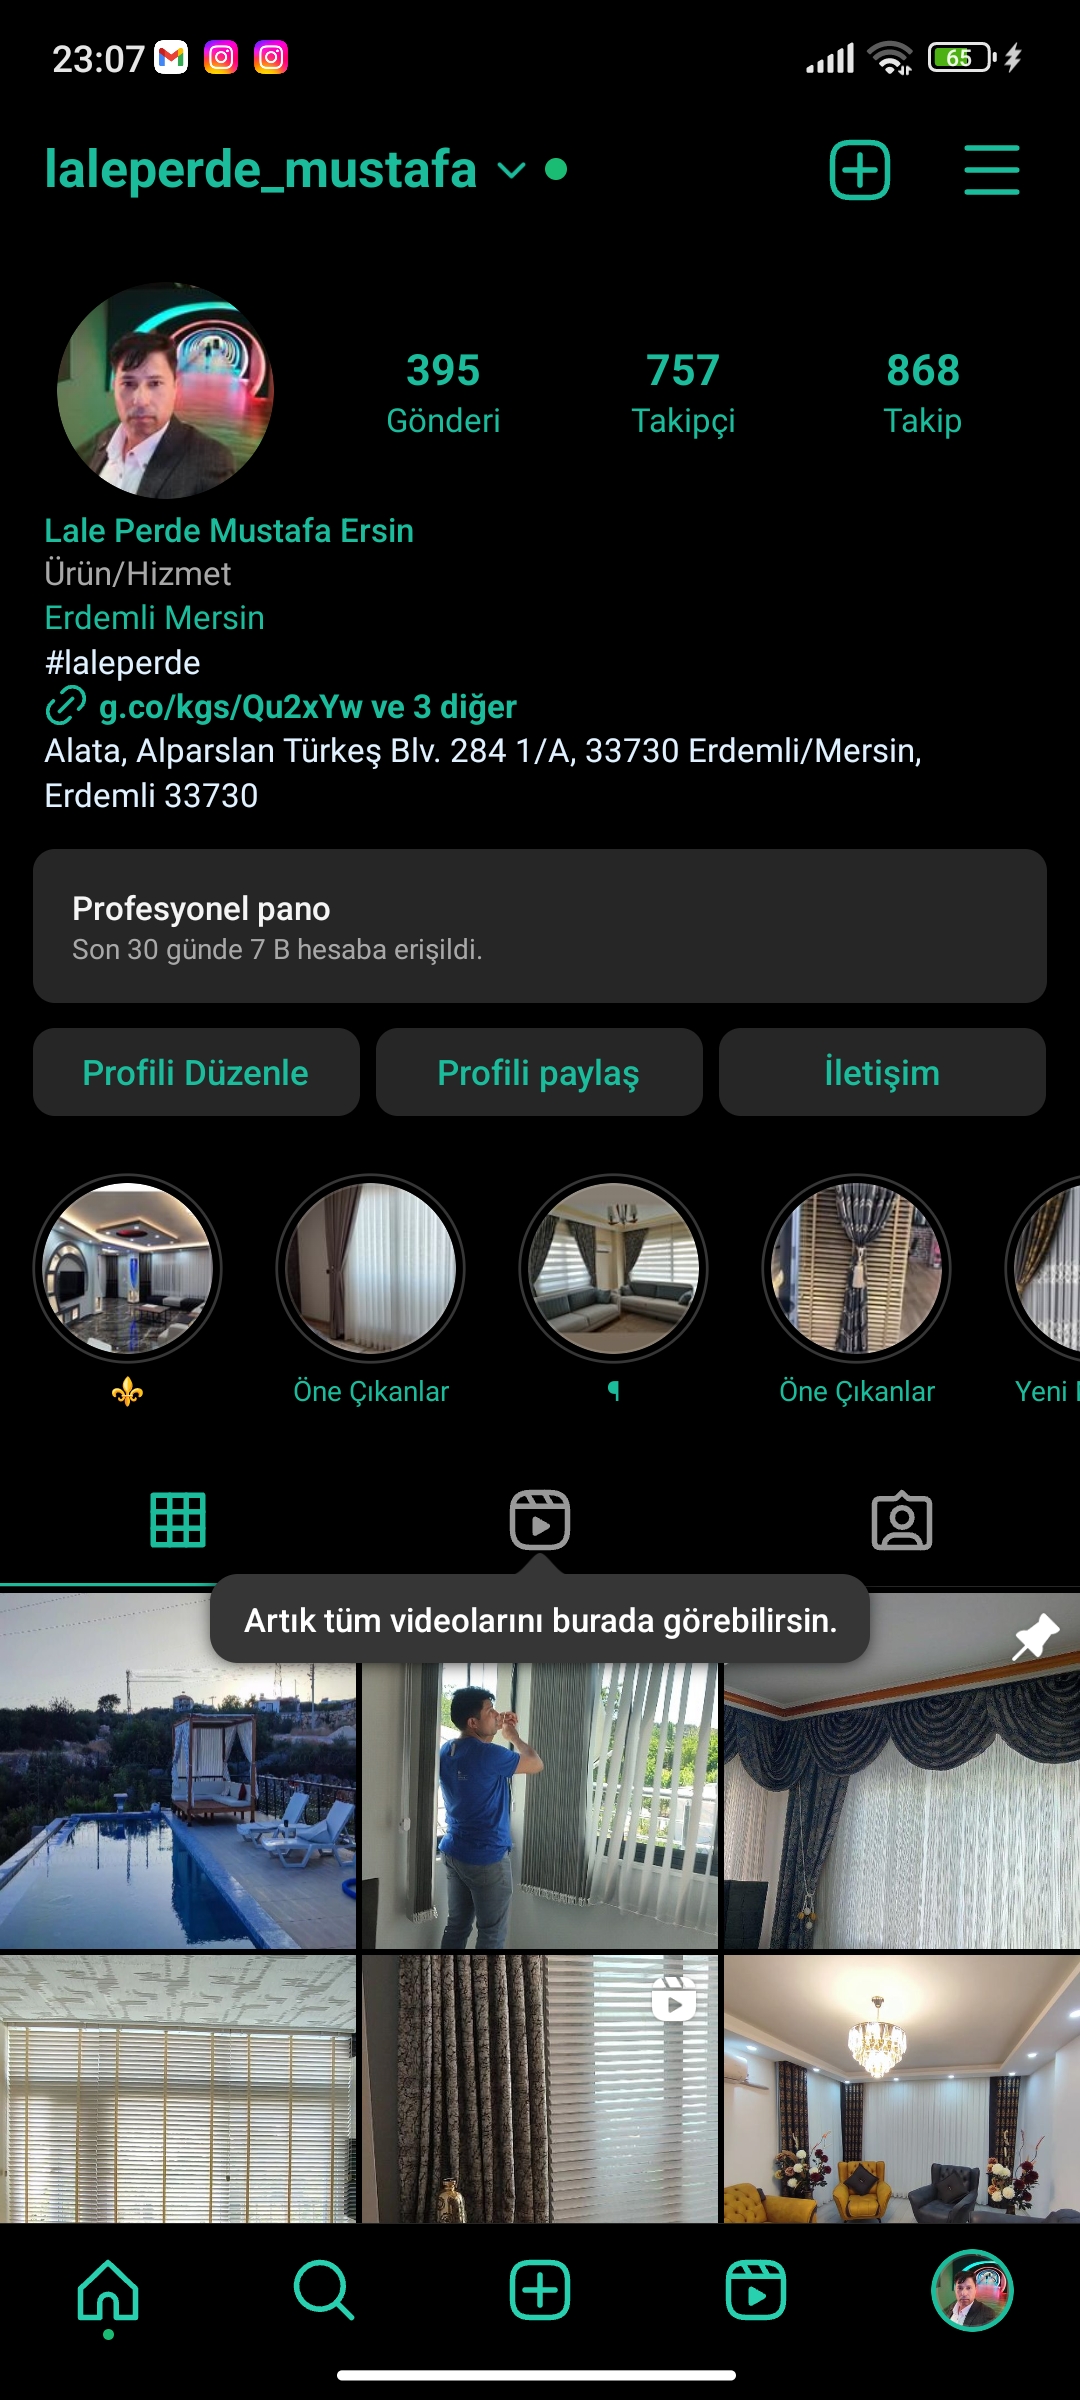 23:07
65
laleperde_mustafa
395
Gönderi
757
Takipçi
868
Takip
Lale Perde Mustafa Ersin
Ürün/Hizmet
Erdemli Mersin
#laleperde
g.co/kgs/Qu2xYw ve 3 diğer
Alata, Alparslan Türkeş Blv. 284 1/A, 33730 Erdemli/Mersin,
Erdemli 33730
Profesyonel pano
Son 30 günde 7 B hesaba erişildi.
Profili Düzenle
Profili paylaş
İletişim
⚜️
Öne Çıkanlar
¶
Öne Çıkanlar
Yeni
Artık tüm videolarını burada görebilirsin.